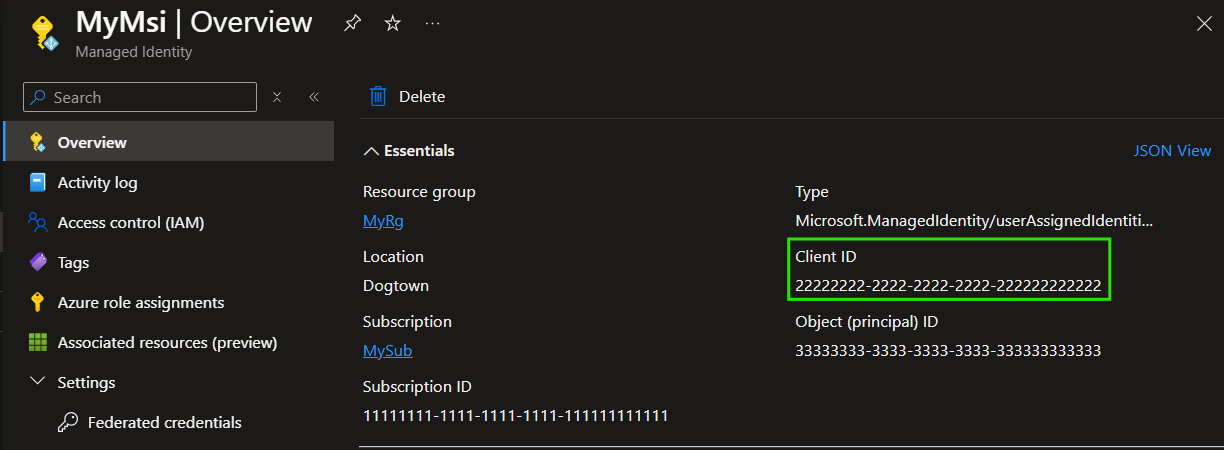 MyMsi | Overview
Managed Identity
Search
Overview
Activity log
Access control (IAM)
Tags
Azure role assignments
Associated resources (preview)
Settings
Federated credentials
Delete
Essentials
JSON View
Resource group
MyRg
Location
Dogtown
Subscription
MySub
Subscription ID
11111111-1111-1111-1111-111111111111
Type
Microsoft.ManagedIdentity/userAssignedIdentiti...
Client ID
22222222-2222-2222-2222-222222222222
Object (principal) ID
33333333-3333-3333-3333-333333333333